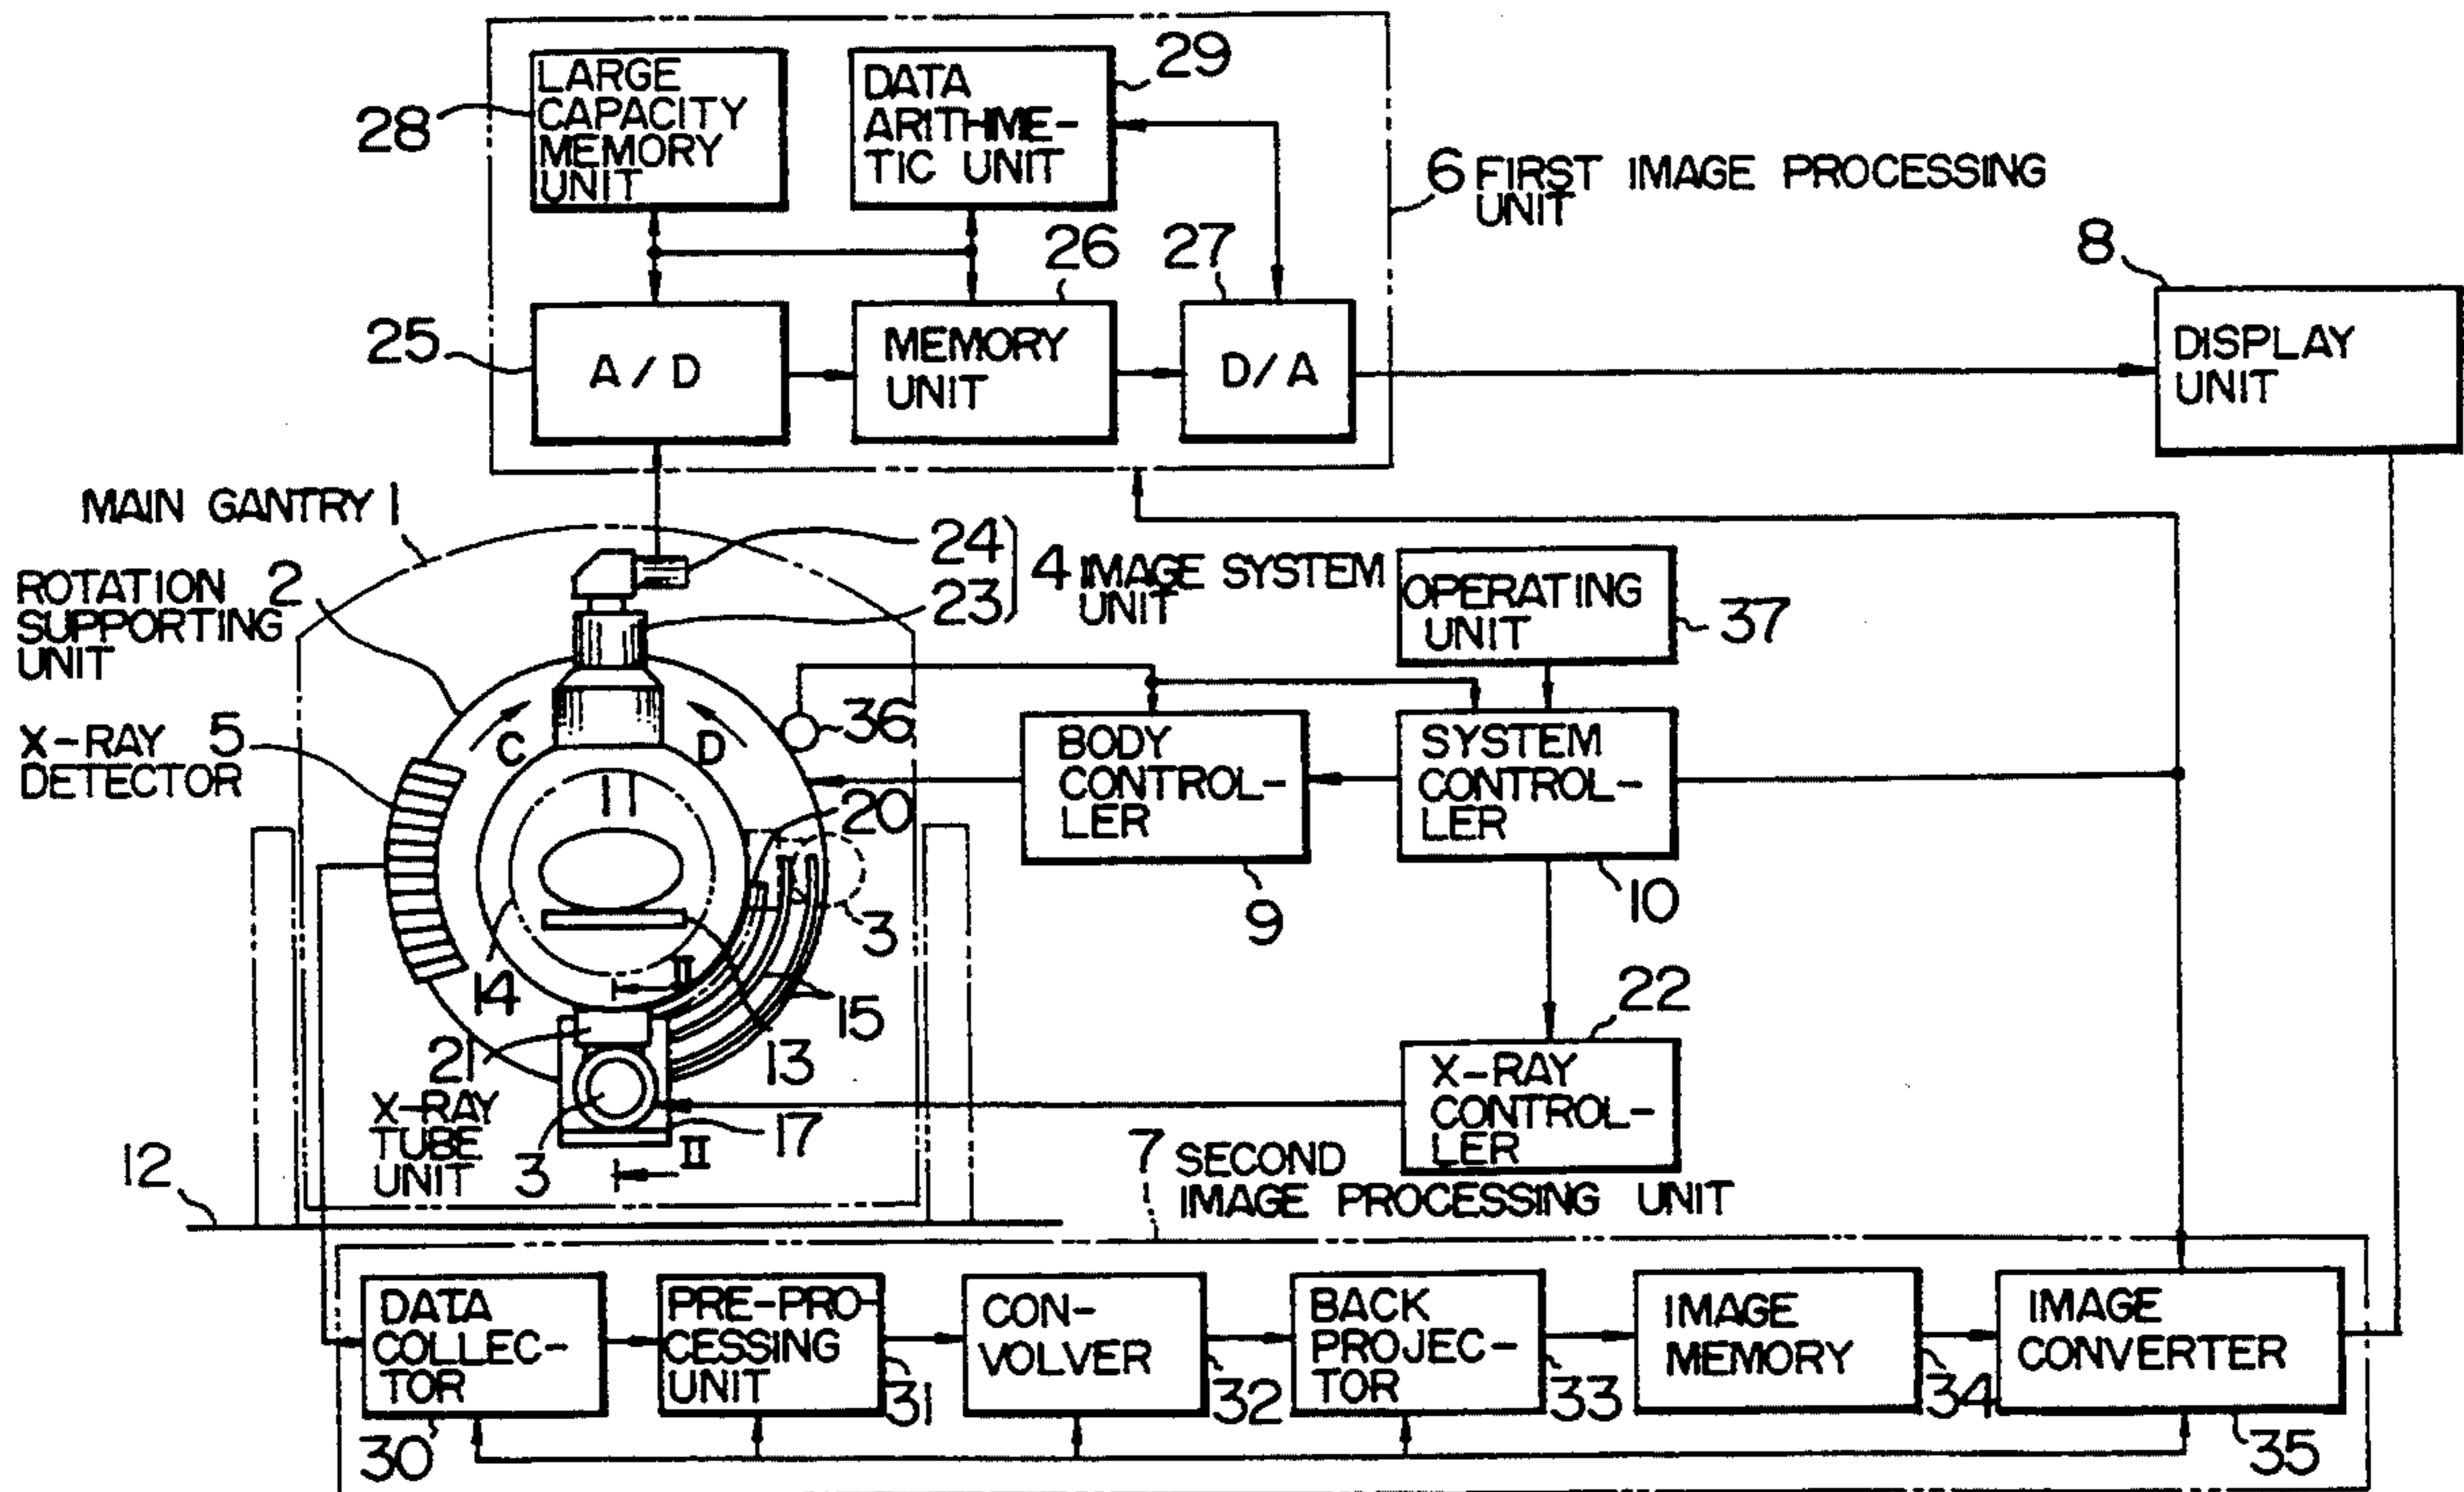 LARGE
CAPACITY
MEMORY
UNIT
28
DATA
ARITHME-
TIC UNIT
29
6 FIRST IMAGE PROCESSING
UNIT
26
27
8
25
A/D
MEMORY
UNIT
D/A
DISPLAY
UNIT
MAIN GANTRY 1
24
23
4 IMAGE SYSTEM
UNIT
OPERATING
UNIT
37
ROTATION
SUPPORTING
UNIT
2
X-RAY
DETECTOR
5
C
D
36
BODY
CONTROL-
LER
9
SYSTEM
CONTROL-
LER
10
20
3
14
II
15
13
21
X-RAY
TUBE
UNIT
3
17
II
12
22
X-RAY
CONTROL-
LER
7 SECOND
IMAGE PROCESSING UNIT
DATA
COLLEC-
TOR
30
PRE-PRO-
CESSING
UNIT
31
CON-
VOLVER
32
BACK
PROJEC-
TOR
33
IMAGE
MEMORY
34
IMAGE
CONVERTER
35